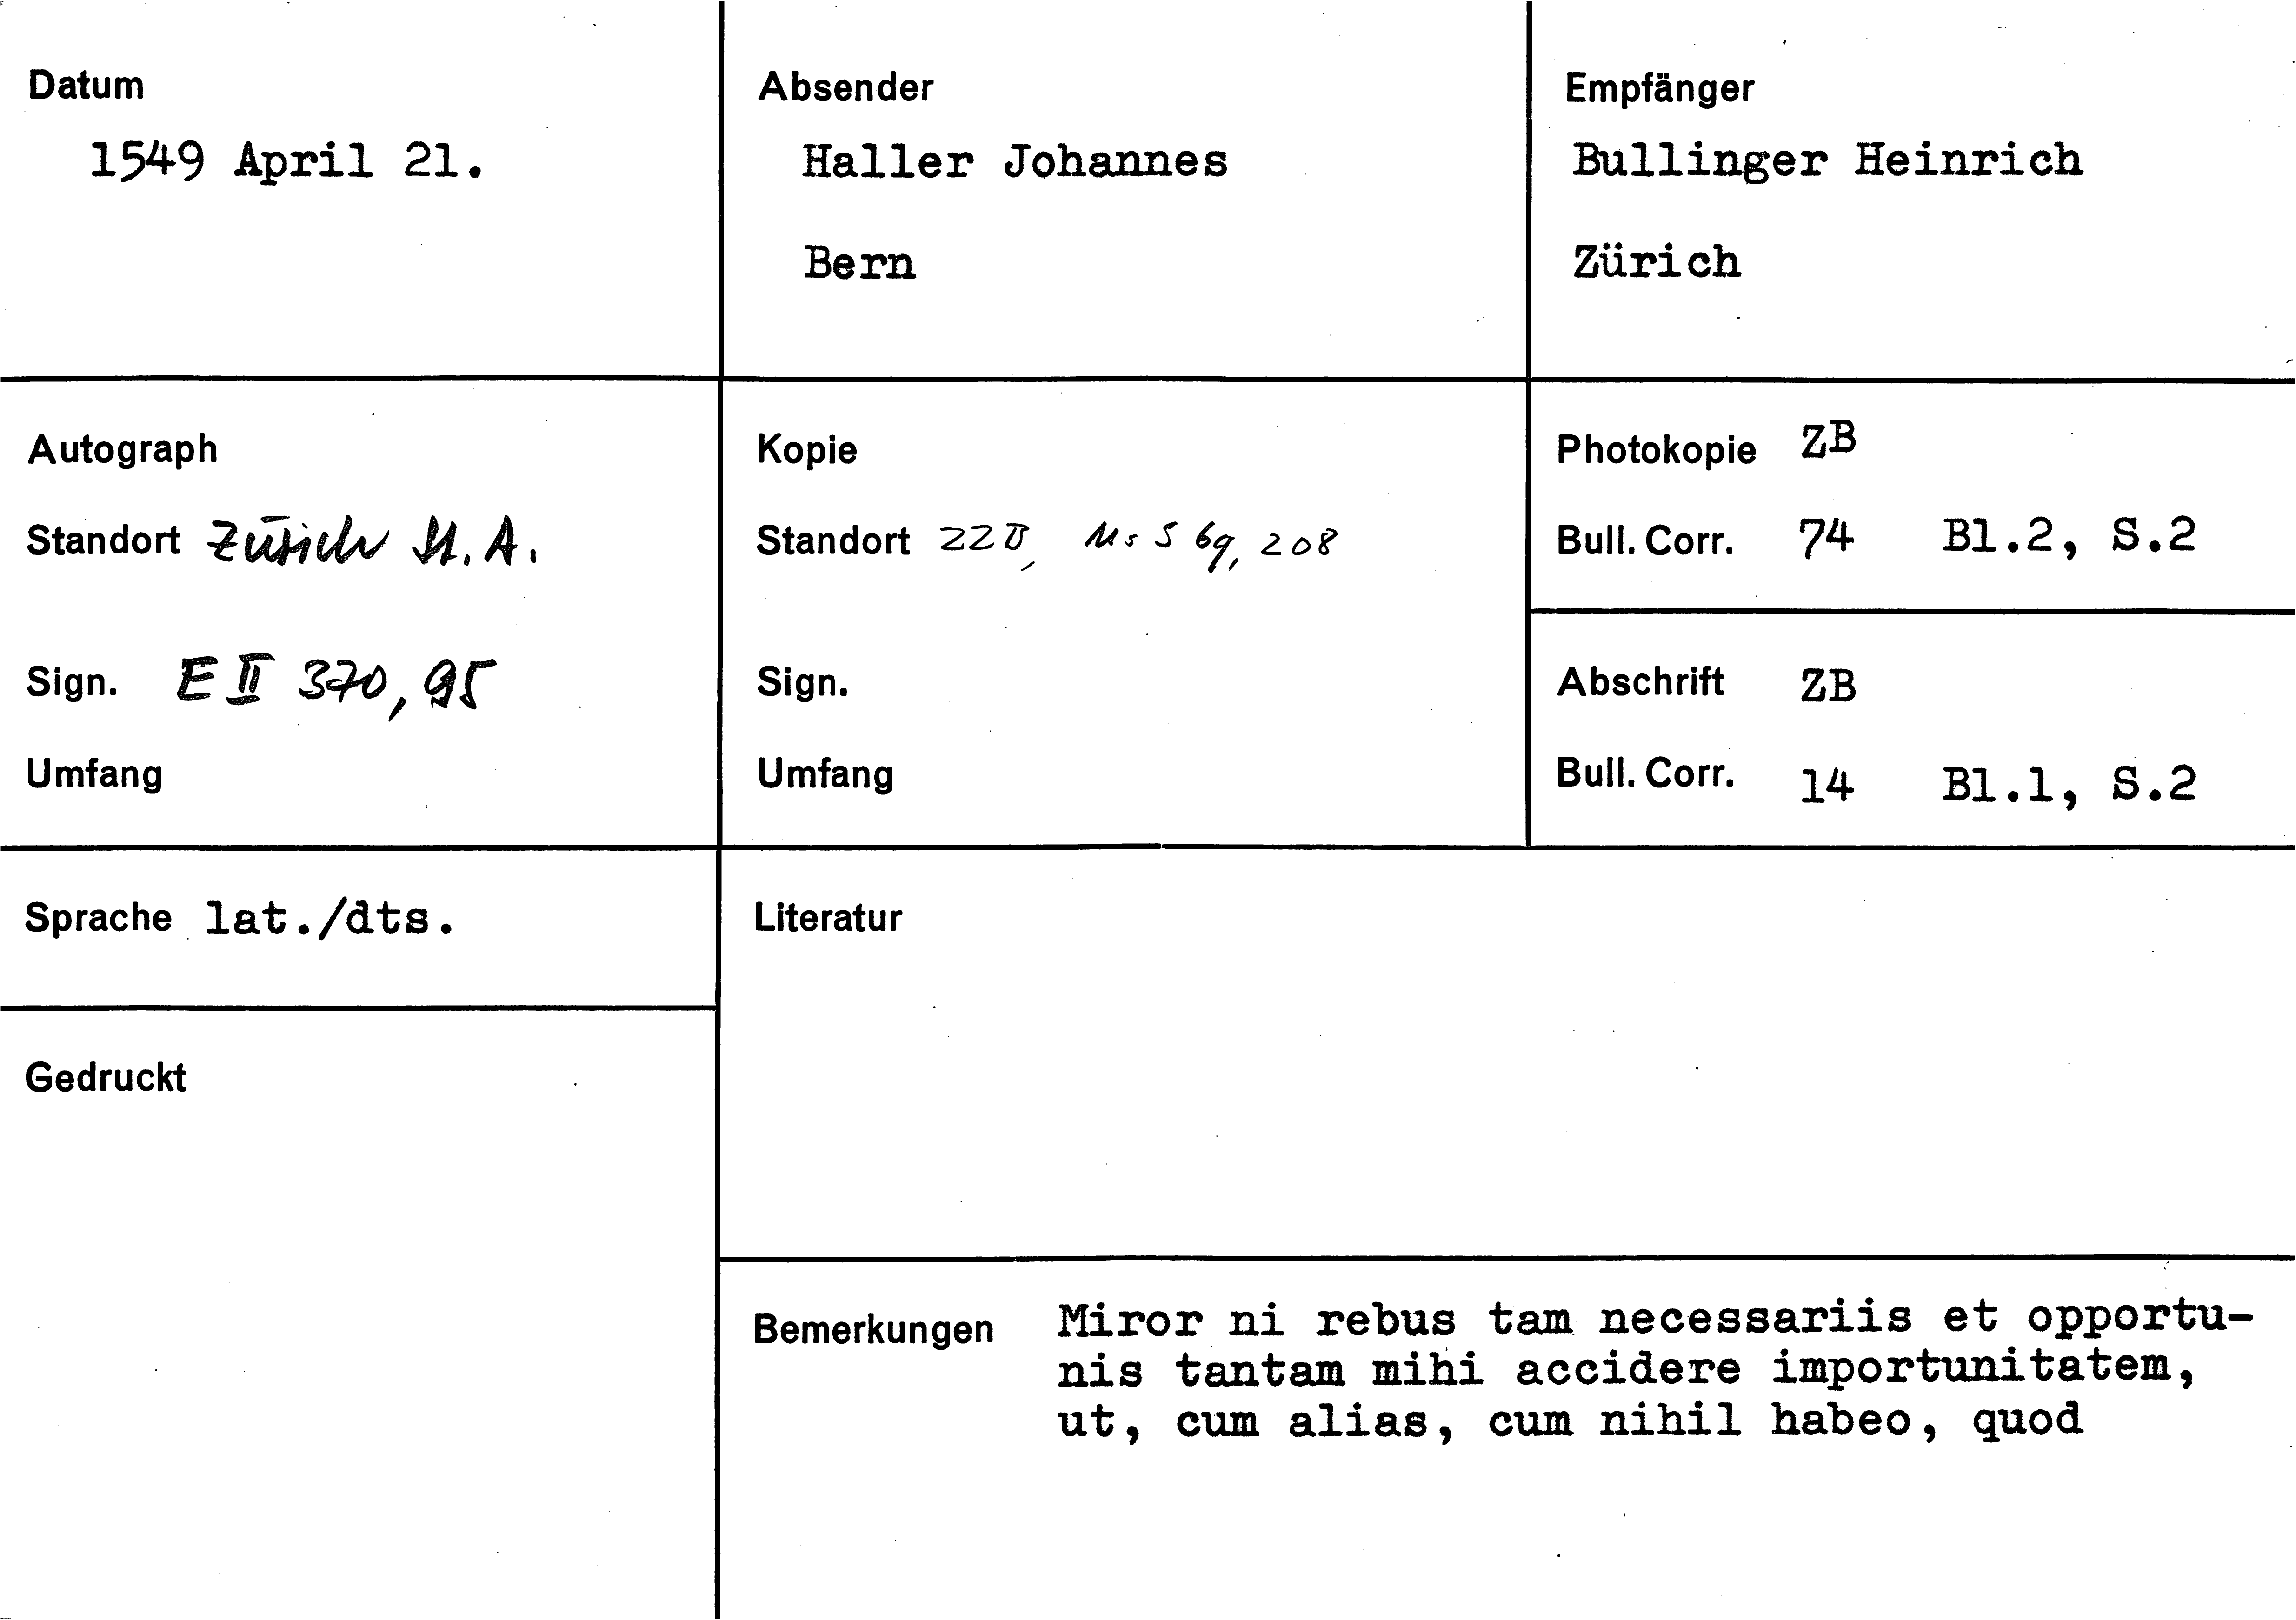 Datum
1549 April 21.
Absender
Haller Johannes
Bern
Empfänger
Bullinger Heinrich
Zürich
Autograph
Standort Zürich St. A.
Sign. E II 370, 95
Umfang
Kopie
Standort ZZB, Ms S 69, 208
Sign.
Umfang
Photokopie ZB
Bull. Corr. 74 Bl.2, S.2
Abschrift ZB
Bull. Corr. 14 Bl.1, S.2
Sprache lat./dts.
Literatur
Gedruckt
Bemerkungen Miror ni rebus tam necessariis et opportu-
nis tantam mihi accidere importunitatem,
ut, cum alias, cum nihil habeo, quod